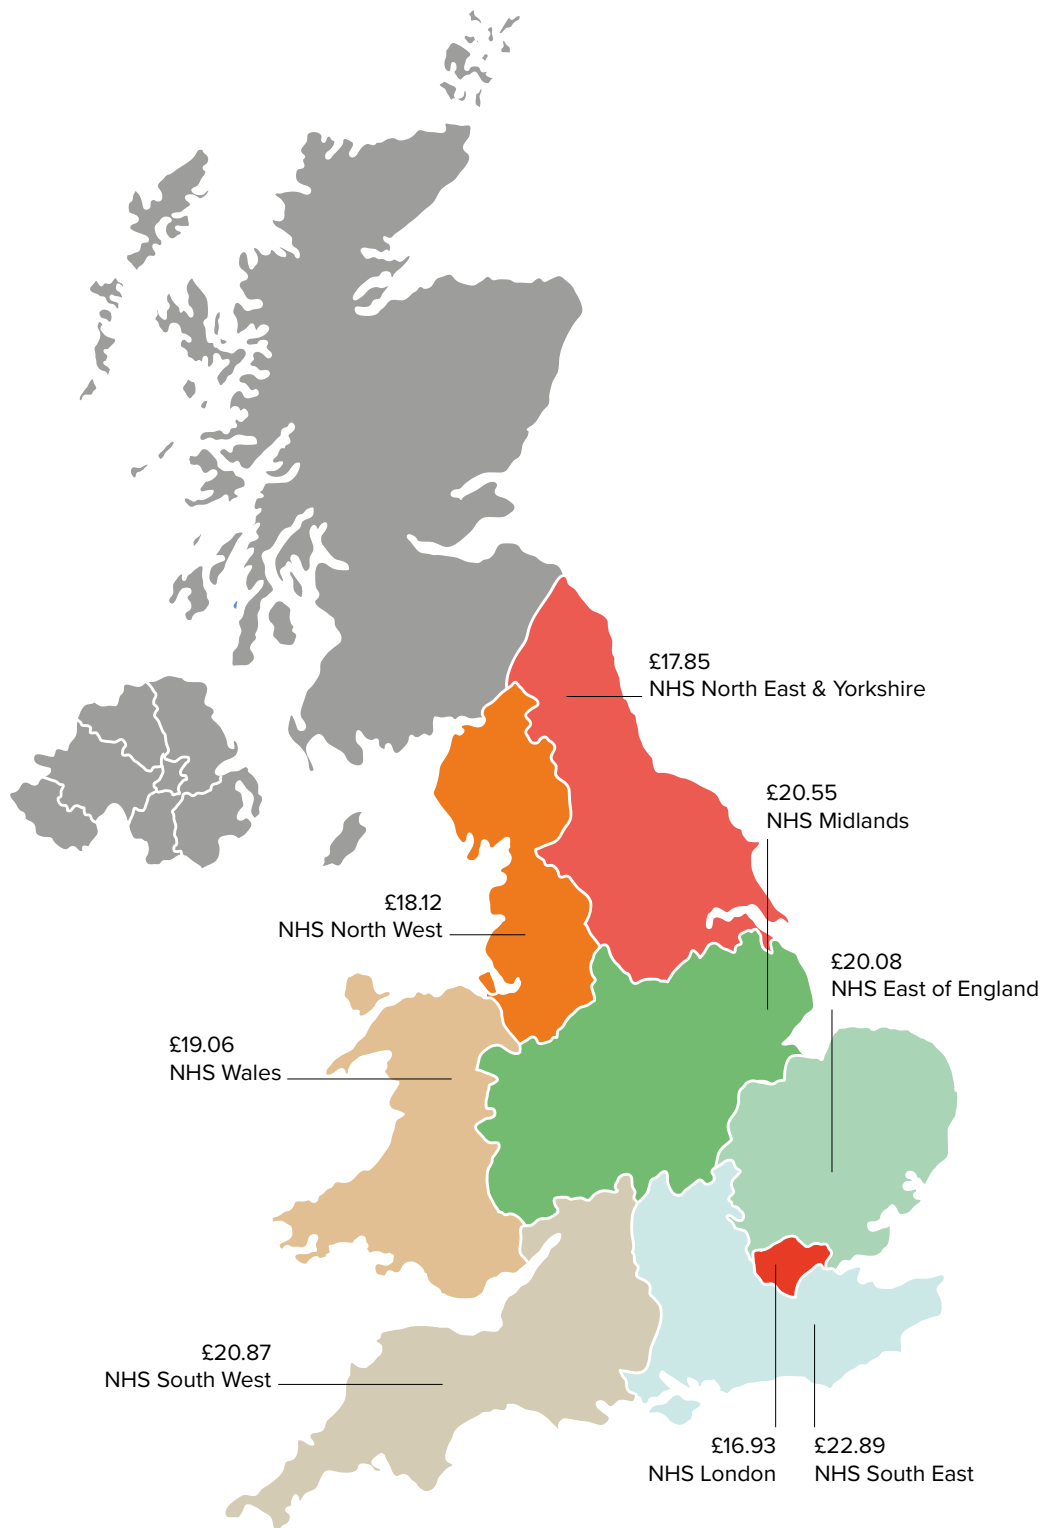 £17.85
NHS North East & Yorkshire
£20.55
NHS Midlands
£18.12
NHS North West
£20.08
NHS East of England
£19.06
NHS Wales
£20.87
NHS South West
£16.93
NHS London
£22.89
NHS South East